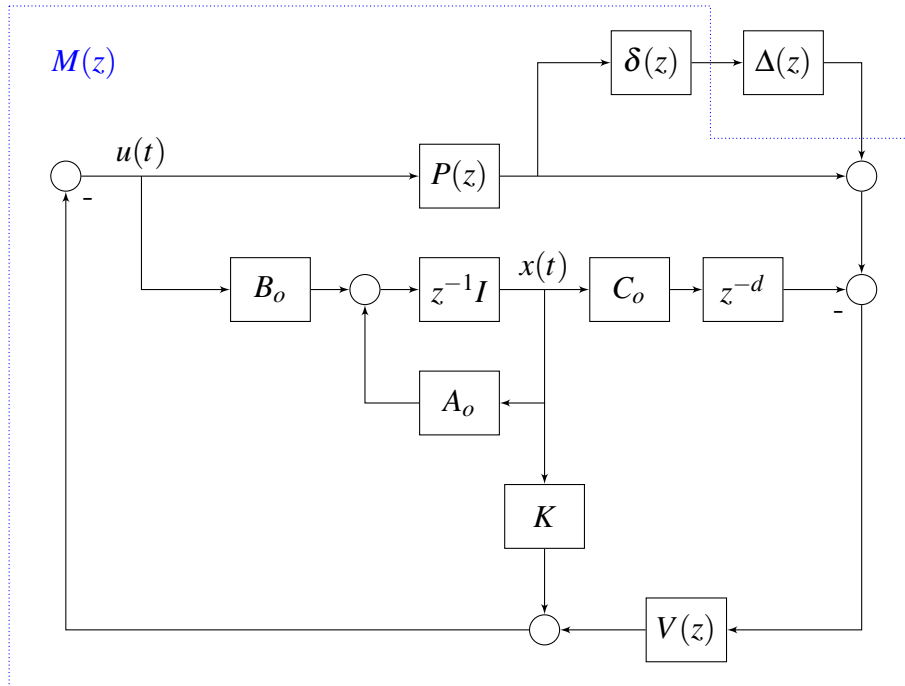 M(z)
δ(z)
Δ(z)
u(t)
P(z)
-
B_o
z^{-1}I
x(t)
C_o
z^{-d}
-
A_o
K
V(z)